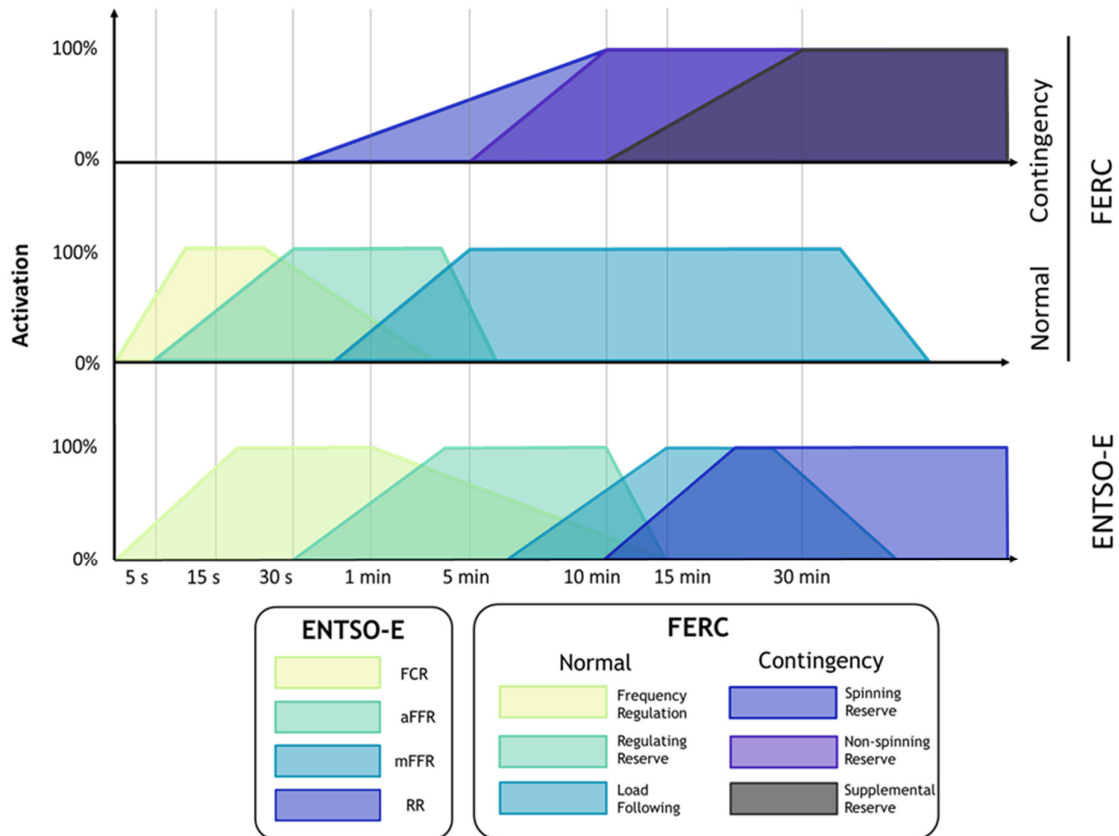 100%
0%
Contingency
FERC
Activation
100%
0%
Normal
100%
0%
ENTSO-E
5 s
15 s
30 s
1 min
5 min
10 min
15 min
30 min
ENTSO-E
FCR
aFFR
mFFR
RR
FERC
Normal
Frequency
Regulation
Regulating
Reserve
Load
Following
Contingency
Spinning
Reserve
Non-spinning
Reserve
Supplemental
Reserve